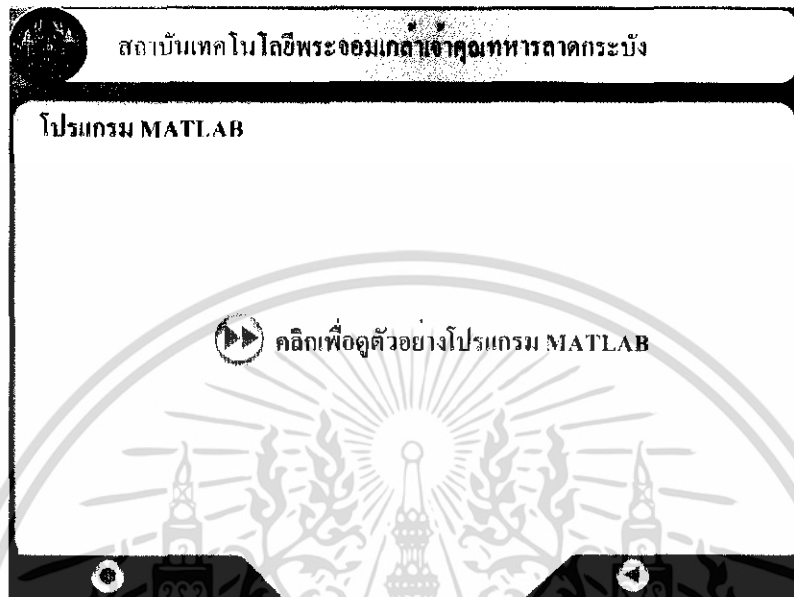 สถาบันเทคโนโลยีพระจอมเกล้าเจ้าคุณทหารลาดกระบัง
โปรแกรม MATLAB
คลิกเพื่อดูตัวอย่างโปรแกรม MATLAB